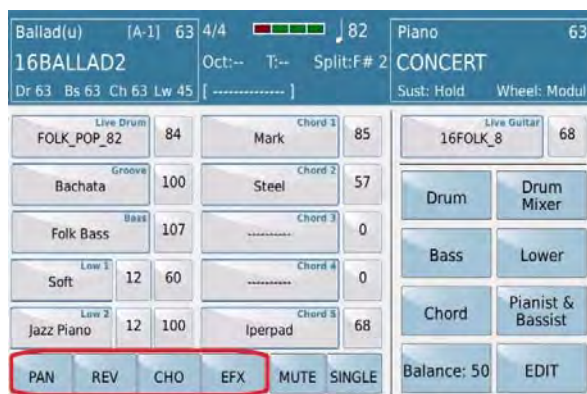 Ballad(u) [A-1] 63 4/4 82 Piano 63
16BALLAD2 Oct:-- T:-- Split:F# 2 CONCERT
Dr 63 Bs 63 Ch 63 Lw 45 [ -------------- ] Sust: Hold Wheel: Modul
Live Drum Chord 1 Live Guitar
FOLK_POP_82 84 Mark 85 16FOLK_8 68
Groove Chord 2
Bachata 100 Steel 57 Drum Drum Mixer
Bass Chord 3
Folk Bass 107 ---------- 0 Bass Lower
Low 1 Chord 4
Soft 12 60 ---------- 0 Chord Pianist & Bassist
Low 2 Chord 5
Jazz Piano 12 100 Iperpad 68
PAN REV CHO EFX MUTE SINGLE Balance: 50 EDIT